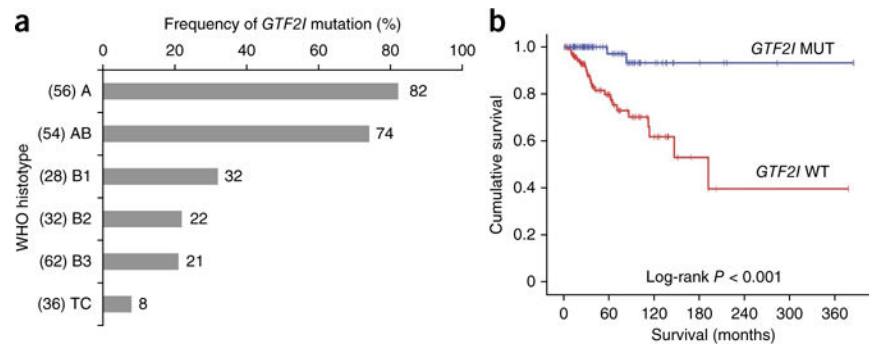 a
Frequency of GTF2I mutation (%)
0 20 40 60 80 100
WHO histotype
(56) A 82
(54) AB 74
(28) B1 32
(32) B2 22
(62) B3 21
(36) TC 8
b
Cumulative survival
1.0
0.8
0.6
0.4
0.2
0
GTF2I MUT
GTF2I WT
Log-rank P < 0.001
0 60 120 180 240 300 360
Survival (months)